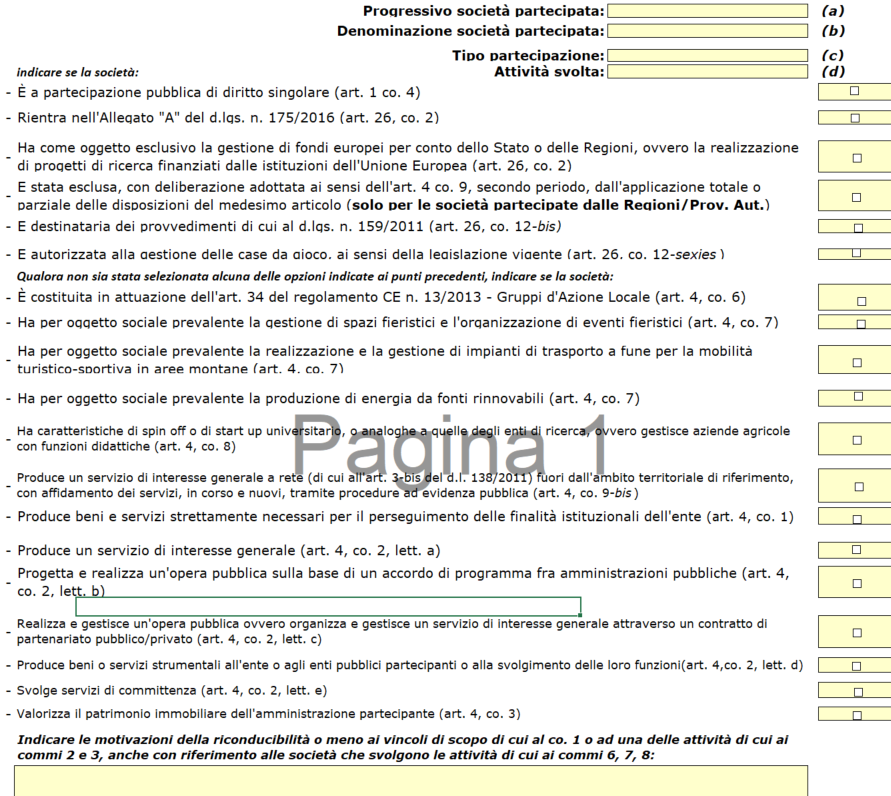 Progressivo società partecipata: (a)
Denominazione società partecipata: (b)
Tipo partecipazione: (c)
indicare se la società: Attività svolta: (d)
- È a partecipazione pubblica di diritto singolare (art. 1 co. 4)
- Rientra nell'Allegato "A" del d.lgs. n. 175/2016 (art. 26, co. 2)
- Ha come oggetto esclusivo la gestione di fondi europei per conto dello Stato o delle Regioni, ovvero la realizzazione
di progetti di ricerca finanziati dalle istituzioni dell'Unione Europea (art. 26, co. 2)
- E stata esclusa, con deliberazione adottata ai sensi dell'art. 4 co. 9, secondo periodo, dall'applicazione totale o
parziale delle disposizioni del medesimo articolo (solo per le società partecipate dalle Regioni/Prov. Aut.)
- E destinataria dei provvedimenti di cui al d.lgs. n. 159/2011 (art. 26, co. 12-bis)
- E autorizzata alla gestione delle case da gioco, ai sensi della legislazione vigente (art. 26, co. 12-sexies )
Qualora non sia stata selezionata alcuna delle opzioni indicate ai punti precedenti, indicare se la società:
- È costituita in attuazione dell'art. 34 del regolamento CE n. 13/2013 - Gruppi d'Azione Locale (art. 4, co. 6)
- Ha per oggetto sociale prevalente la gestione di spazi fieristici e l'organizzazione di eventi fieristici (art. 4, co. 7)
- Ha per oggetto sociale prevalente la realizzazione e la gestione di impianti di trasporto a fune per la mobilità
turistico-sportiva in aree montane (art. 4, co. 7)
- Ha per oggetto sociale prevalente la produzione di energia da fonti rinnovabili (art. 4, co. 7)
Pagina 1
- Ha caratteristiche di spin off o di start up universitario, o analoghe a quelle degli enti di ricerca, ovvero gestisce aziende agricole
con funzioni didattiche (art. 4, co. 8)
- Produce un servizio di interesse generale a rete (di cui all'art. 3-bis del d.l. 138/2011) fuori dall'ambito territoriale di riferimento,
con affidamento dei servizi, in corso e nuovi, tramite procedure ad evidenza pubblica (art. 4, co. 9-bis )
- Produce beni e servizi strettamente necessari per il perseguimento delle finalità istituzionali dell'ente (art. 4, co. 1)
- Produce un servizio di interesse generale (art. 4, co. 2, lett. a)
- Progetta e realizza un'opera pubblica sulla base di un accordo di programma fra amministrazioni pubbliche (art. 4,
co. 2, lett. b)
- Realizza e gestisce un'opera pubblica ovvero organizza e gestisce un servizio di interesse generale attraverso un contratto di
partenariato pubblico/privato (art. 4, co. 2, lett. c)
- Produce beni o servizi strumentali all'ente o agli enti pubblici partecipanti o alla svolgimento delle loro funzioni(art. 4,co. 2, lett. d)
- Svolge servizi di committenza (art. 4, co. 2, lett. e)
- Valorizza il patrimonio immobiliare dell'amministrazione partecipante (art. 4, co. 3)
Indicare le motivazioni della riconducibilità o meno ai vincoli di scopo di cui al co. 1 o ad una delle attività di cui ai
commi 2 e 3, anche con riferimento alle società che svolgono le attività di cui ai commi 6, 7, 8: